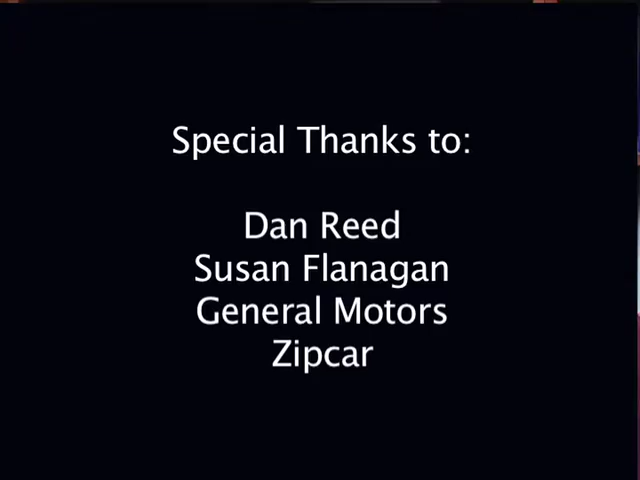 Special Thanks to:
Dan Reed
Susan Flanagan
General Motors
Zipcar